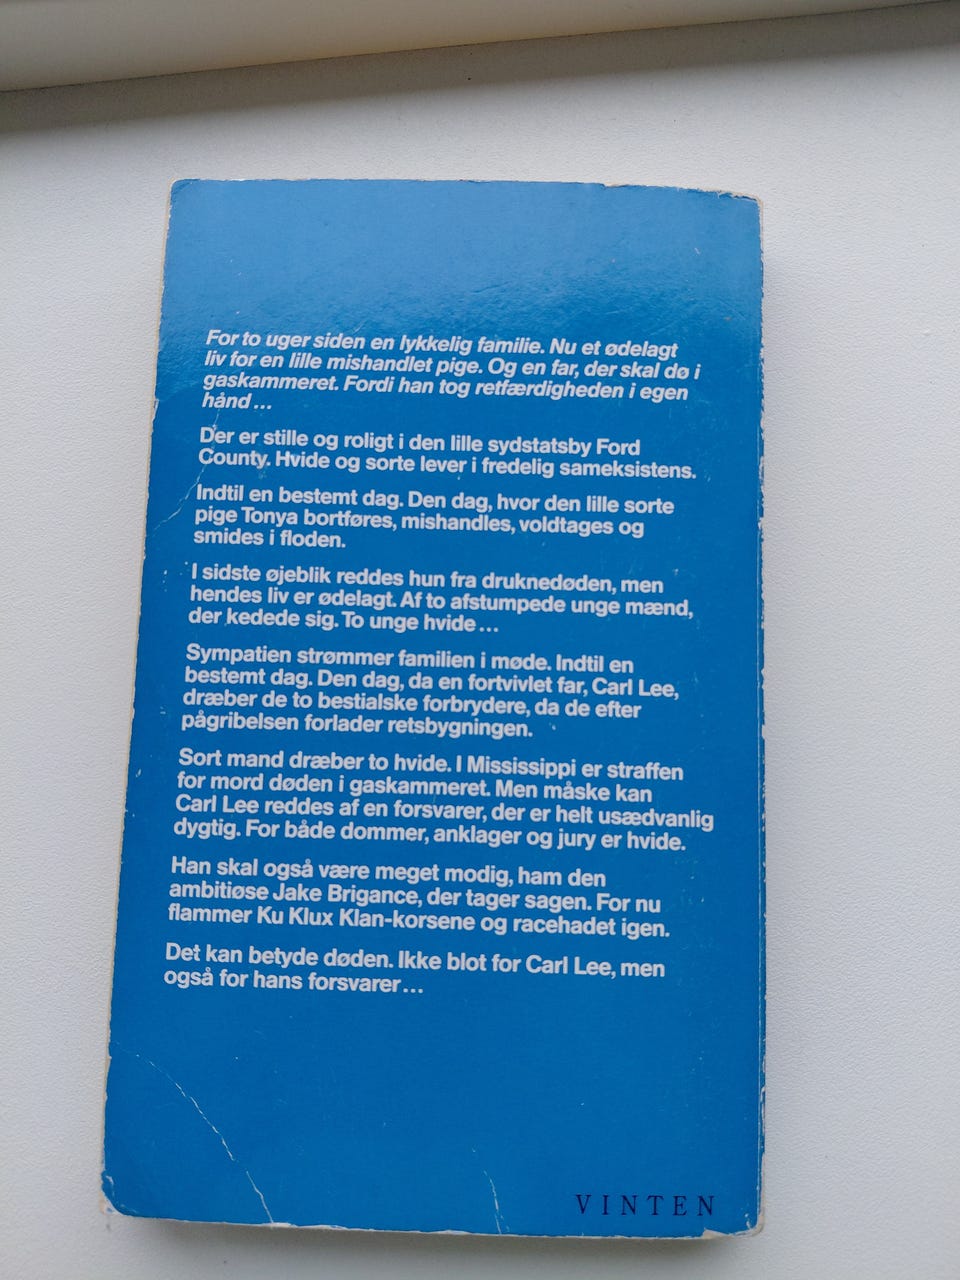 For to uger siden en lykkelig familie. Nu et ødelagt
liv for en lille mishandlet pige. Og en far, der skal dø i
gaskammeret. Fordi han tog retfærdigheden i egen
hånd...
Der er stille og roligt i den lille sydstatsby Ford
County. Hvide og sorte lever i fredelig sameksistens.
Indtil en bestemt dag. Den dag, hvor den lille sorte
pige Tonya bortføres, mishandles, voldtages og
smides i floden.
I sidste øjeblik reddes hun fra druknedøden, men
hendes liv er ødelagt. Af to afstumpede unge mænd,
der kedede sig. To unge hvide...
Sympatien strømmer familien i møde. Indtil en
bestemt dag. Den dag, da en fortvivlet far, Carl Lee,
dræber de to bestialske forbrydere, da de efter
pågribelsen forlader retsbygningen.
Sort mand dræber to hvide. I Mississippi er straffen
for mord døden i gaskammeret. Men måske kan
Carl Lee reddes af en forsvarer, der er helt usædvanlig
dygtig. For både dommer, anklager og jury er hvide.
Han skal også være meget modig, ham den
ambitiøse Jake Brigance, der tager sagen. For nu
flammer Ku Klux Klan-korsene og racehadet igen.
Det kan betyde døden. Ikke blot for Carl Lee, men
også for hans forsvarer...
VINTEN